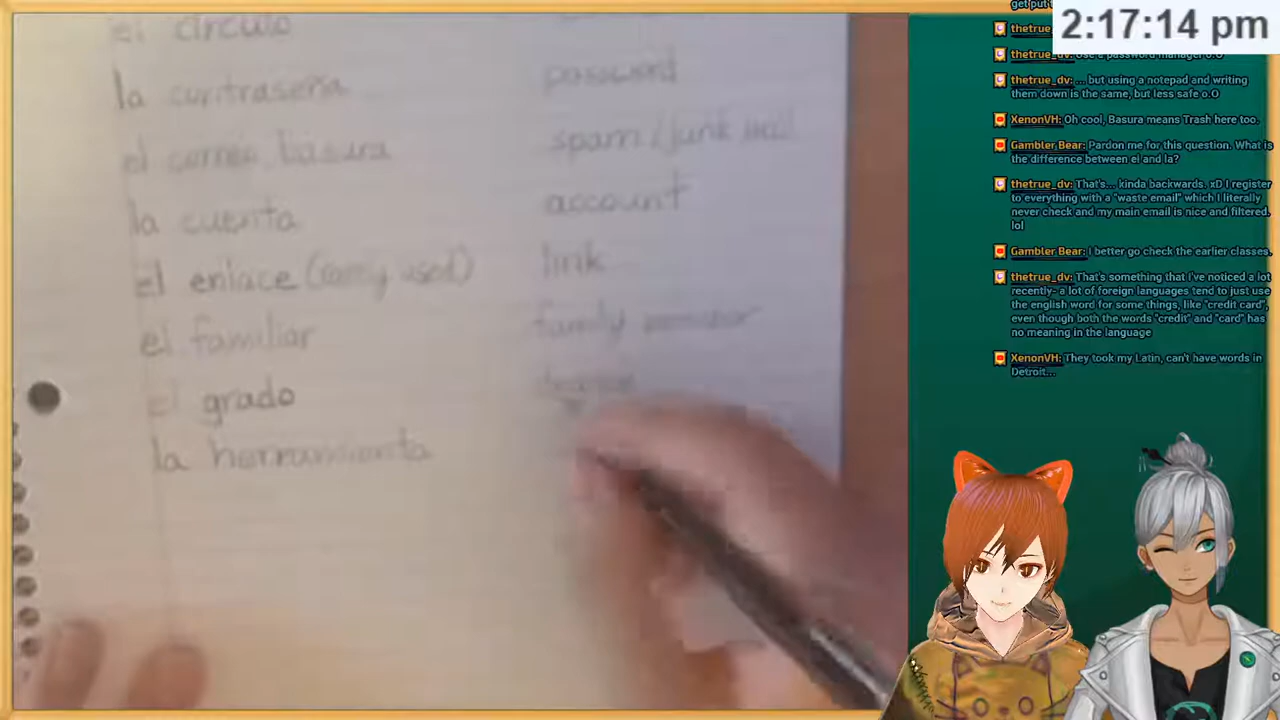 get put
2:17:14 pm
thetrue_
thetrue_dv: Use a password manager o.O
thetrue_dv: ... but using a notepad and writing
them down is the same, but less safe o.O
XenonVH: Oh cool, Basura means Trash here too.
Gambler Bear: Pardon me for this question. What is
the difference between el and la?
thetrue_dv: That's... kinda backwards. xD I register
to everything with a "waste email" which I literally
never check and my main email is nice and filtered.
lol
Gambler Bear: I better go check the earlier classes.
thetrue_dv: That's something that I've noticed a lot
recently- a lot of foreign languages tend to just use
the english word for some things, like "credit card",
even though both the words "credit" and "card" has
no meaning in the language
XenonVH: They took my Latin, can't have words in
Detroit...
el círculo
la contraseña password
el correo basura spam/junk mail
la cuenta account
el enlace used) link
el familiar family member
el grado degree
la herramienta